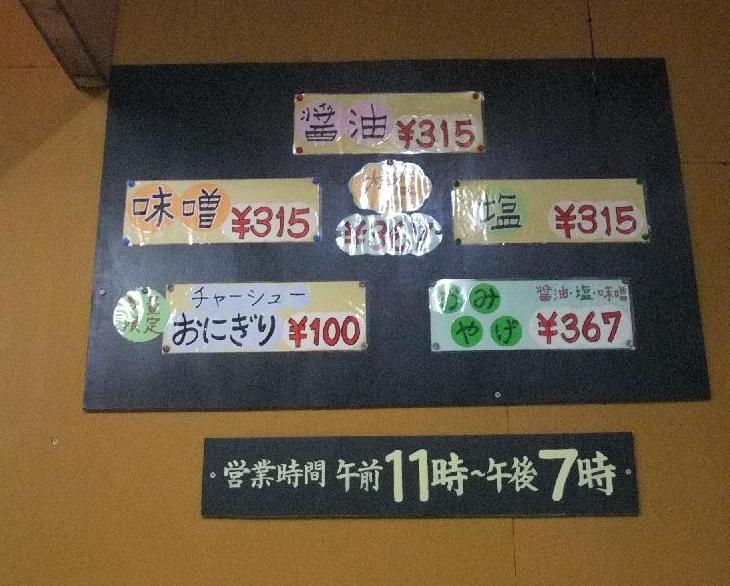 醤油 ¥315
味噌 ¥315
塩 ¥315
限定
チャーシュー
おにぎり ¥100
おみやげ
醤油・塩・味噌
¥367
営業時間 午前11時~午後7時